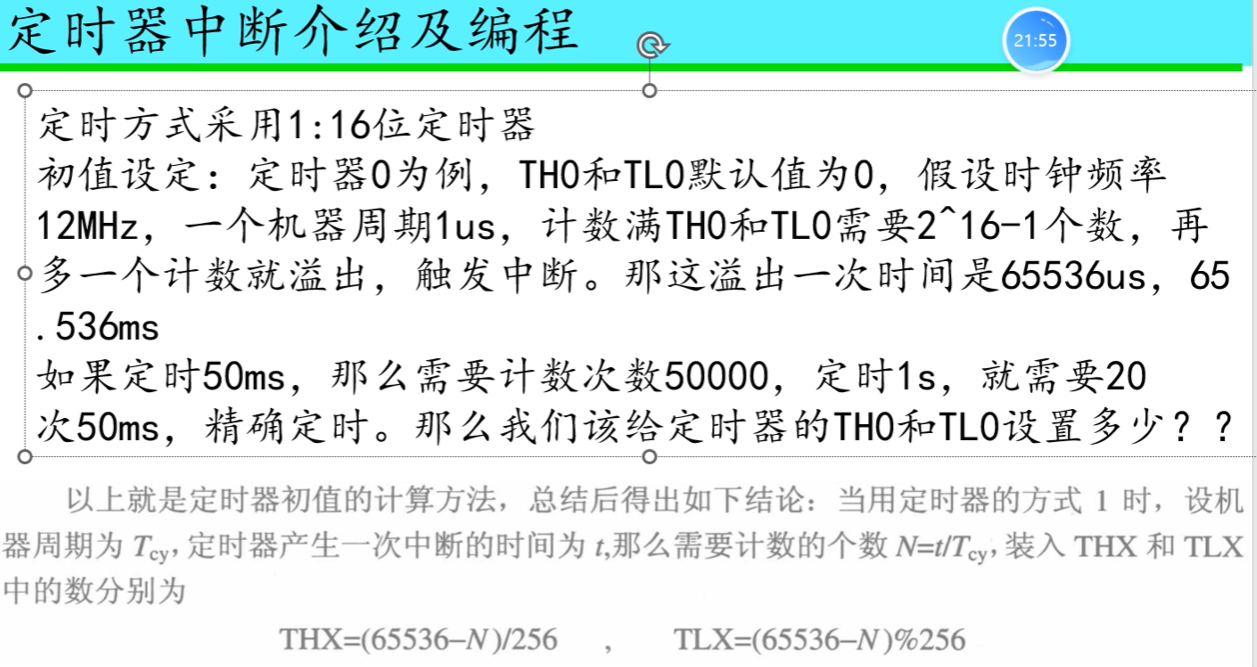 定时器中断介绍及编程
21:55
定时方式采用1:16位定时器
初值设定：定时器0为例，TH0和TL0默认值为0，假设时钟频率
12MHz，一个机器周期1us，计数满TH0和TL0需要2^16-1个数，再
多一个计数就溢出，触发中断。那这溢出一次时间是65536us，65
.536ms
如果定时50ms，那么需要计数次数50000，定时1s，就需要20
次50ms，精确定时。那么我们该给定时器的TH0和TL0设置多少？？
以上就是定时器初值的计算方法，总结后得出如下结论：当用定时器的方式 1 时，设机
器周期为 Tcy,定时器产生一次中断的时间为 t,那么需要计数的个数 N=t/Tcy,装入 THX 和 TLX
中的数分别为
THX=(65536−N)/256 ， TLX=(65536−N)%256